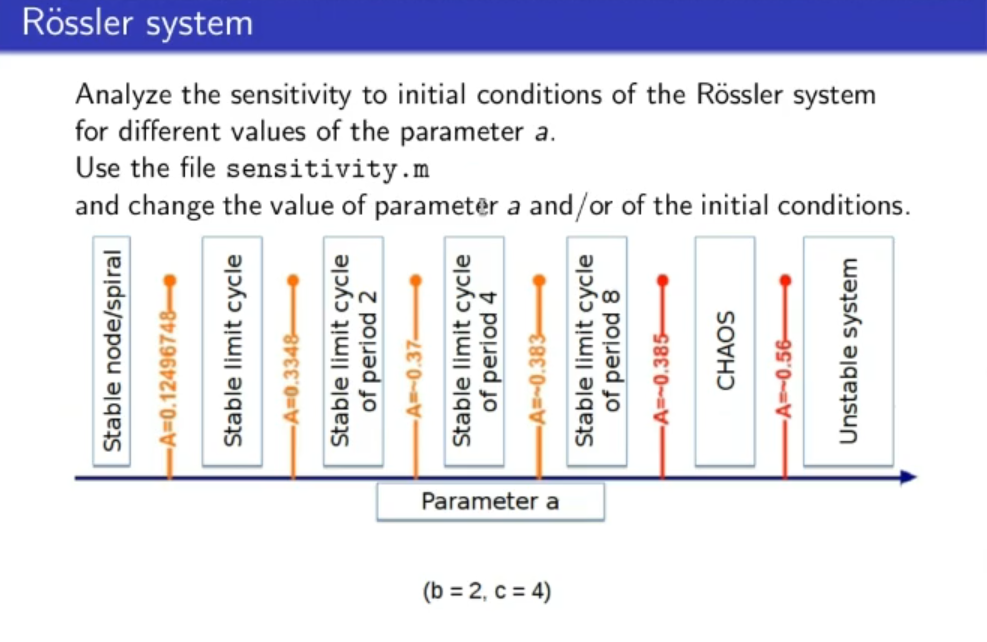 Rössler system
Analyze the sensitivity to initial conditions of the Rössler system
for different values of the parameter a.
Use the file sensitivity.m
and change the value of parameter a and/or of the initial conditions.
Stable node/spiral
A=0.12496748
Stable limit cycle
A=0.3348
Stable limit cycle
of period 2
A=~0.37
Stable limit cycle
of period 4
A=~0.383
Stable limit cycle
of period 8
A=~0.385
CHAOS
A=~0.56
Unstable system
Parameter a
(b = 2, c = 4)